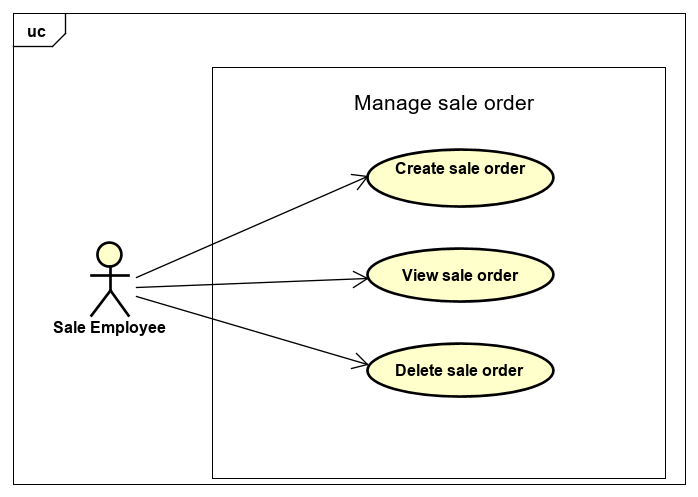 uc
Manage sale order
Create sale order
View sale order
Sale Employee
Delete sale order